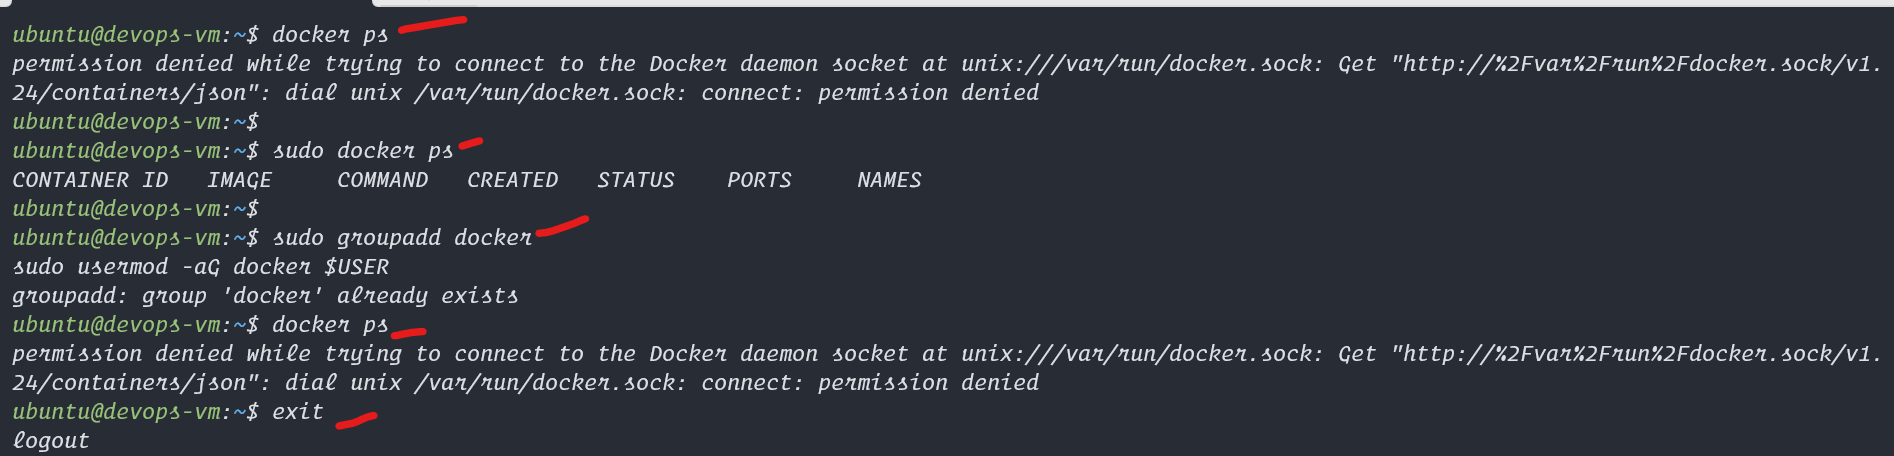 ubuntu@devops-vm:~$ docker ps
permission denied while trying to connect to the Docker daemon socket at unix:///var/run/docker.sock: Get "http://%2Fvar%2Frun%2Fdocker.sock/v1.
24/containers/json": dial unix /var/run/docker.sock: connect: permission denied
ubuntu@devops-vm:~$
ubuntu@devops-vm:~$ sudo docker ps
CONTAINER ID   IMAGE     COMMAND   CREATED   STATUS    PORTS     NAMES
ubuntu@devops-vm:~$
ubuntu@devops-vm:~$ sudo groupadd docker
sudo usermod -aG docker $USER
groupadd: group 'docker' already exists
ubuntu@devops-vm:~$ docker ps
permission denied while trying to connect to the Docker daemon socket at unix:///var/run/docker.sock: Get "http://%2Fvar%2Frun%2Fdocker.sock/v1.
24/containers/json": dial unix /var/run/docker.sock: connect: permission denied
ubuntu@devops-vm:~$ exit
logout